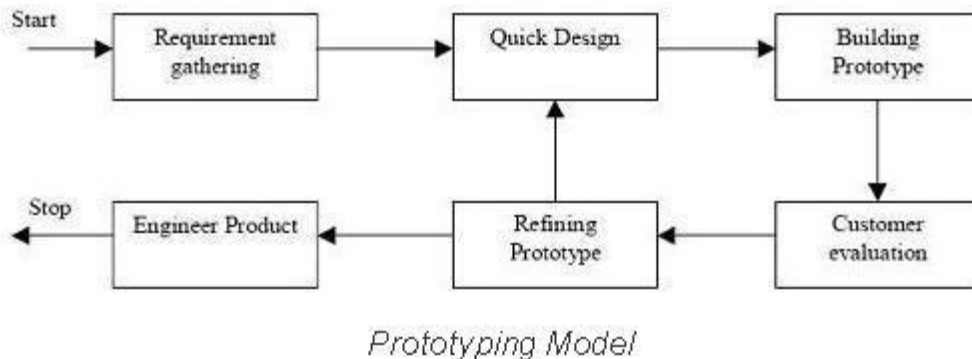 Start
Requirement
gathering
Quick Design
Building
Prototype
Stop
Engineer Product
Refining
Prototype
Customer
evaluation
Prototyping Model